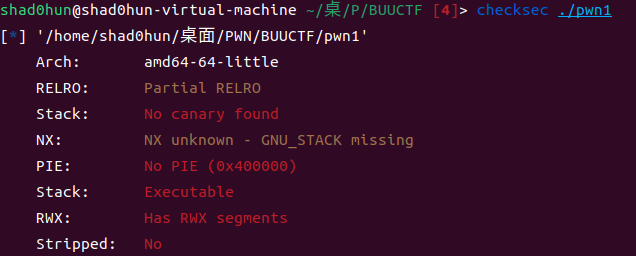 shad0hun@shad0hun-virtual-machine ~/桌/P/BUUCTF [4]> checksec ./pwn1
[*] '/home/shad0hun/桌面/PWN/BUUCTF/pwn1'
Arch: amd64-64-little
RELRO: Partial RELRO
Stack: No canary found
NX: NX unknown - GNU_STACK missing
PIE: No PIE (0x400000)
Stack: Executable
RWX: Has RWX segments
Stripped: No